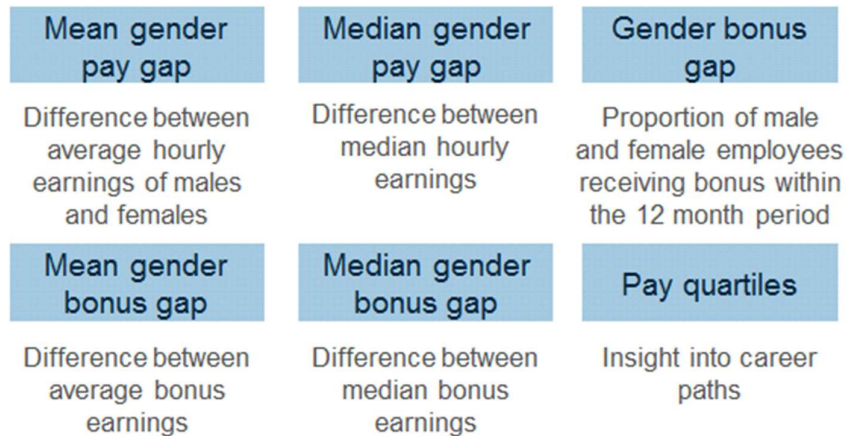 Mean gender
pay gap
Difference between
average hourly
earnings of males
and females
Median gender
pay gap
Difference between
median hourly
earnings
Gender bonus
gap
Proportion of male
and female employees
receiving bonus within
the 12 month period
Mean gender
bonus gap
Difference between
average bonus
earnings
Median gender
bonus gap
Difference between
median bonus
earnings
Pay quartiles
Insight into career
paths